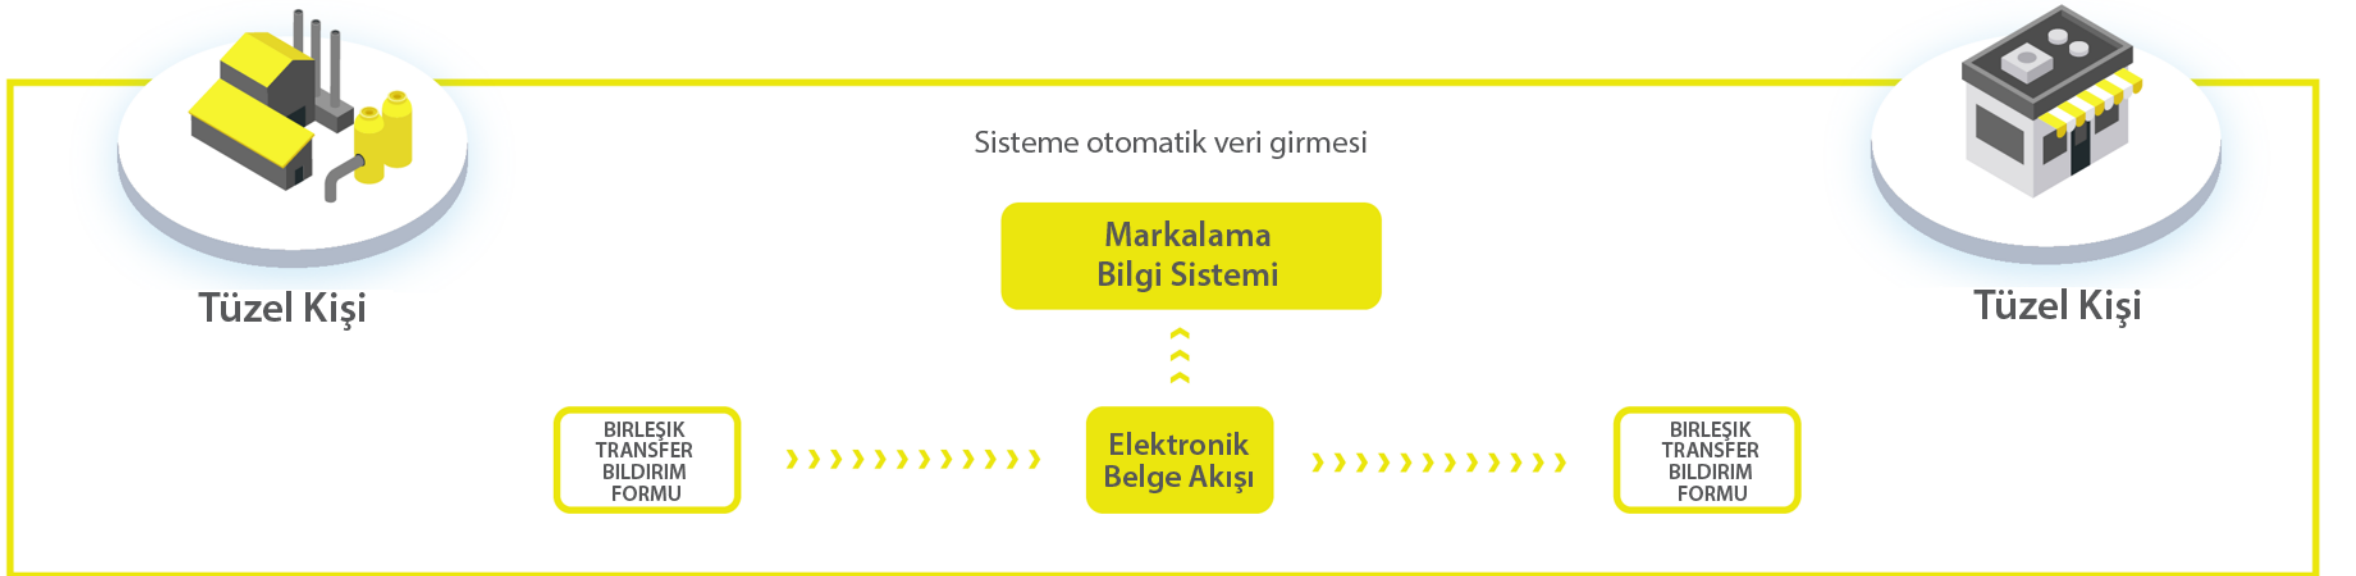 Sisteme otomatik veri girmesi
Markalama
Bilgi Sistemi
Tüzel Kişi
Tüzel Kişi
BIRLEŞIK
TRANSFER
BILDIRIM
FORMU
Elektronik
Belge Akışı
BIRLEŞIK
TRANSFER
BILDIRIM
FORMU